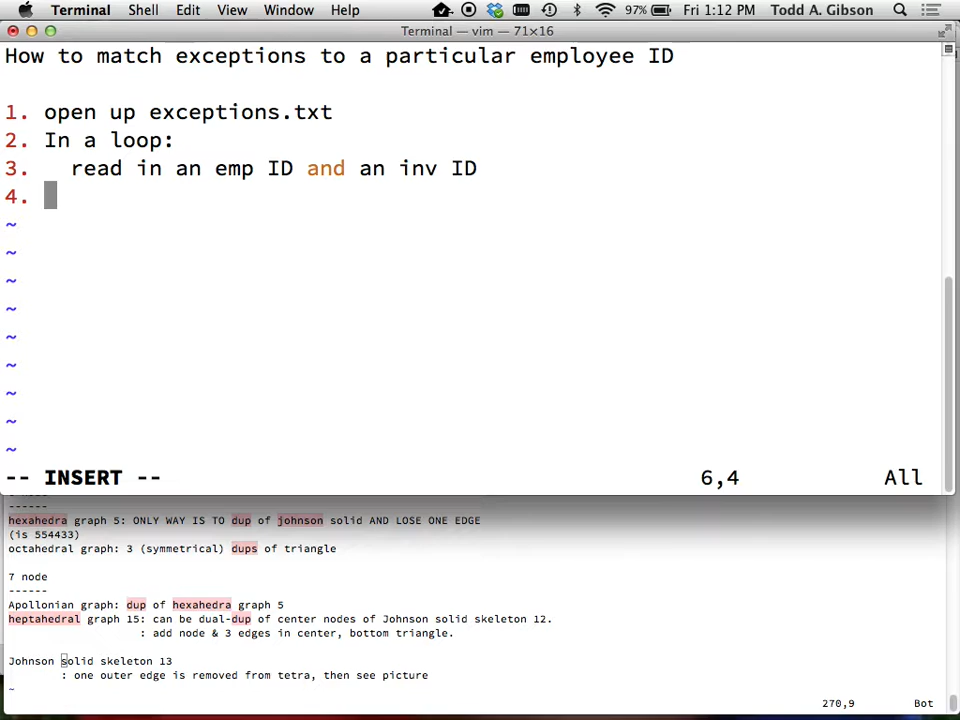 Terminal Shell Edit View Window Help 97% Fri 1:12 PM Todd A. Gibson
Terminal — vim — 71×16
How to match exceptions to a particular employee ID
1. open up exceptions.txt
2. In a loop:
3. read in an emp ID and an inv ID
4.
~
~
~
~
~
~
~
~
~
-- INSERT -- 6,4 All
------
hexahedra graph 5: ONLY WAY IS TO dup of johnson solid AND LOSE ONE EDGE
(is 554433)
octahedral graph: 3 (symmetrical) dups of triangle
7 node
------
Apollonian graph: dup of hexahedra graph 5
heptahedral graph 15: can be dual-dup of center nodes of Johnson solid skeleton 12.
: add node & 3 edges in center, bottom triangle.
Johnson solid skeleton 13
: one outer edge is removed from tetra, then see picture
~
270,9 Bot